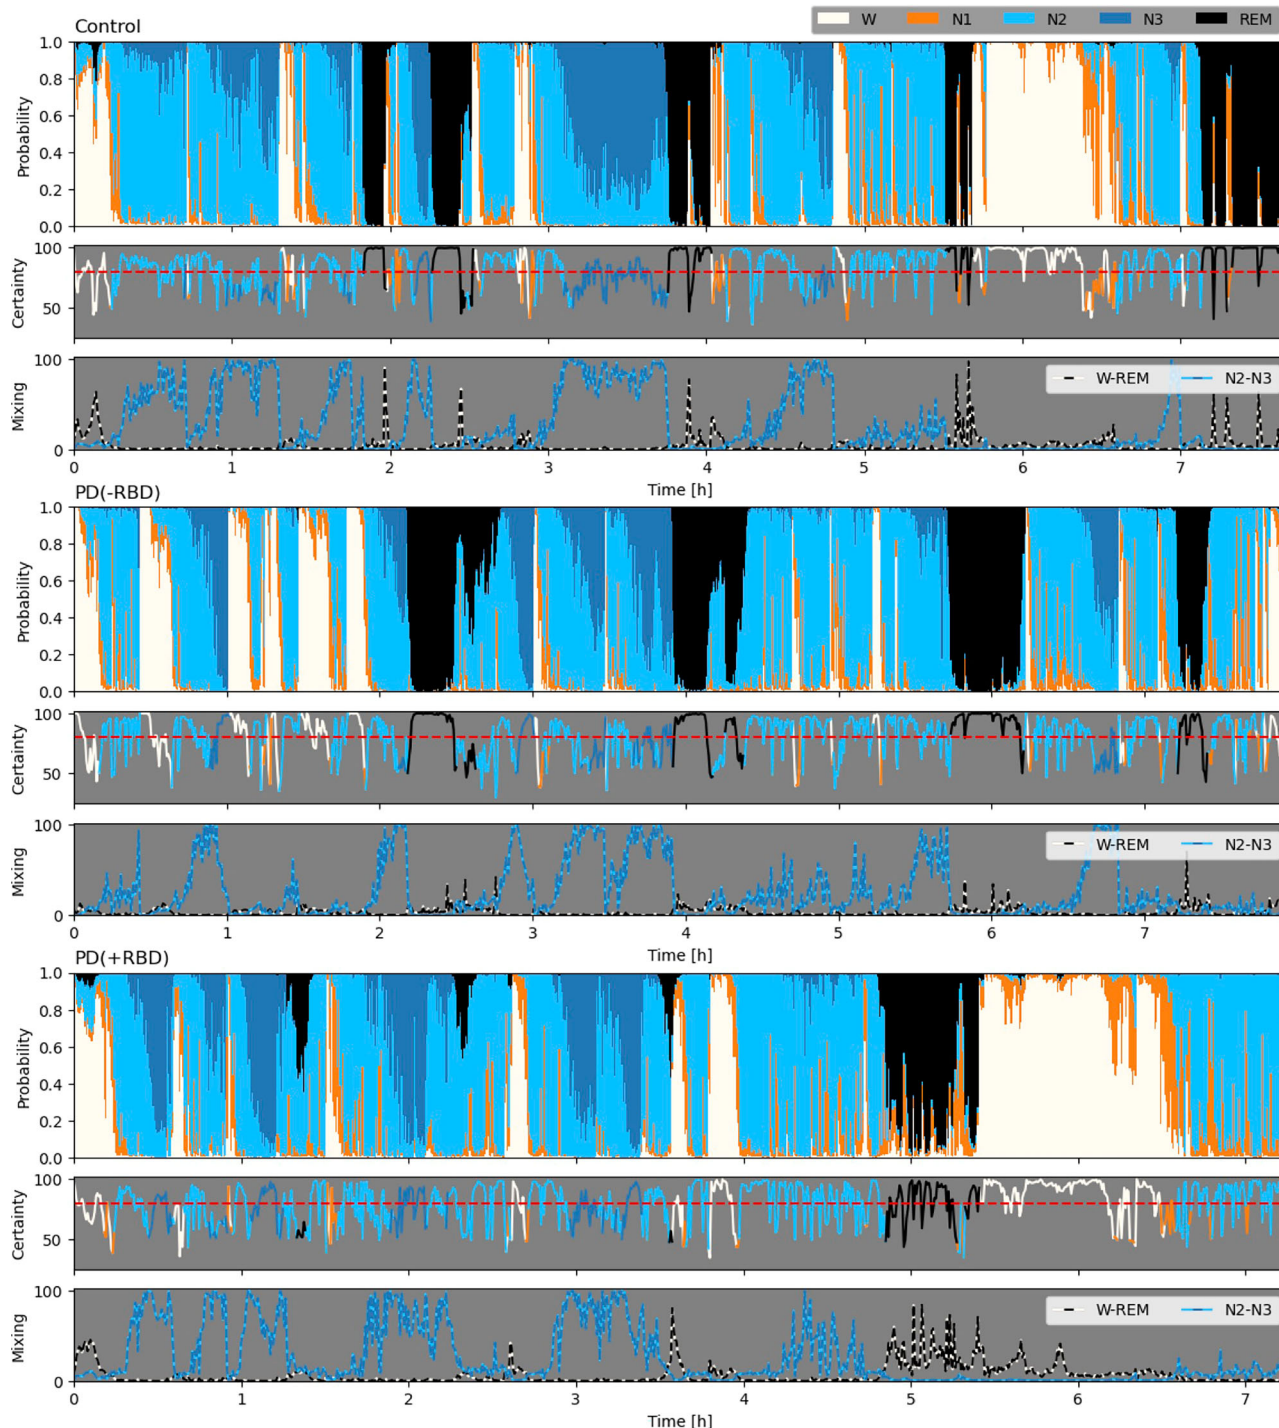 W N1 N2 N3 REM
Control
Probability
1.0
0.8
0.6
0.4
0.2
0.0
Certainty
100
50
Mixing
100
0
W-REM N2-N3
0 1 2 3 4 5 6 7
Time [h]
PD(-RBD)
Probability
1.0
0.8
0.6
0.4
0.2
0.0
Certainty
100
50
Mixing
100
0
W-REM N2-N3
0 1 2 3 4 5 6 7
Time [h]
PD(+RBD)
Probability
1.0
0.8
0.6
0.4
0.2
0.0
Certainty
100
50
Mixing
100
0
W-REM N2-N3
0 1 2 3 4 5 6 7
Time [h]